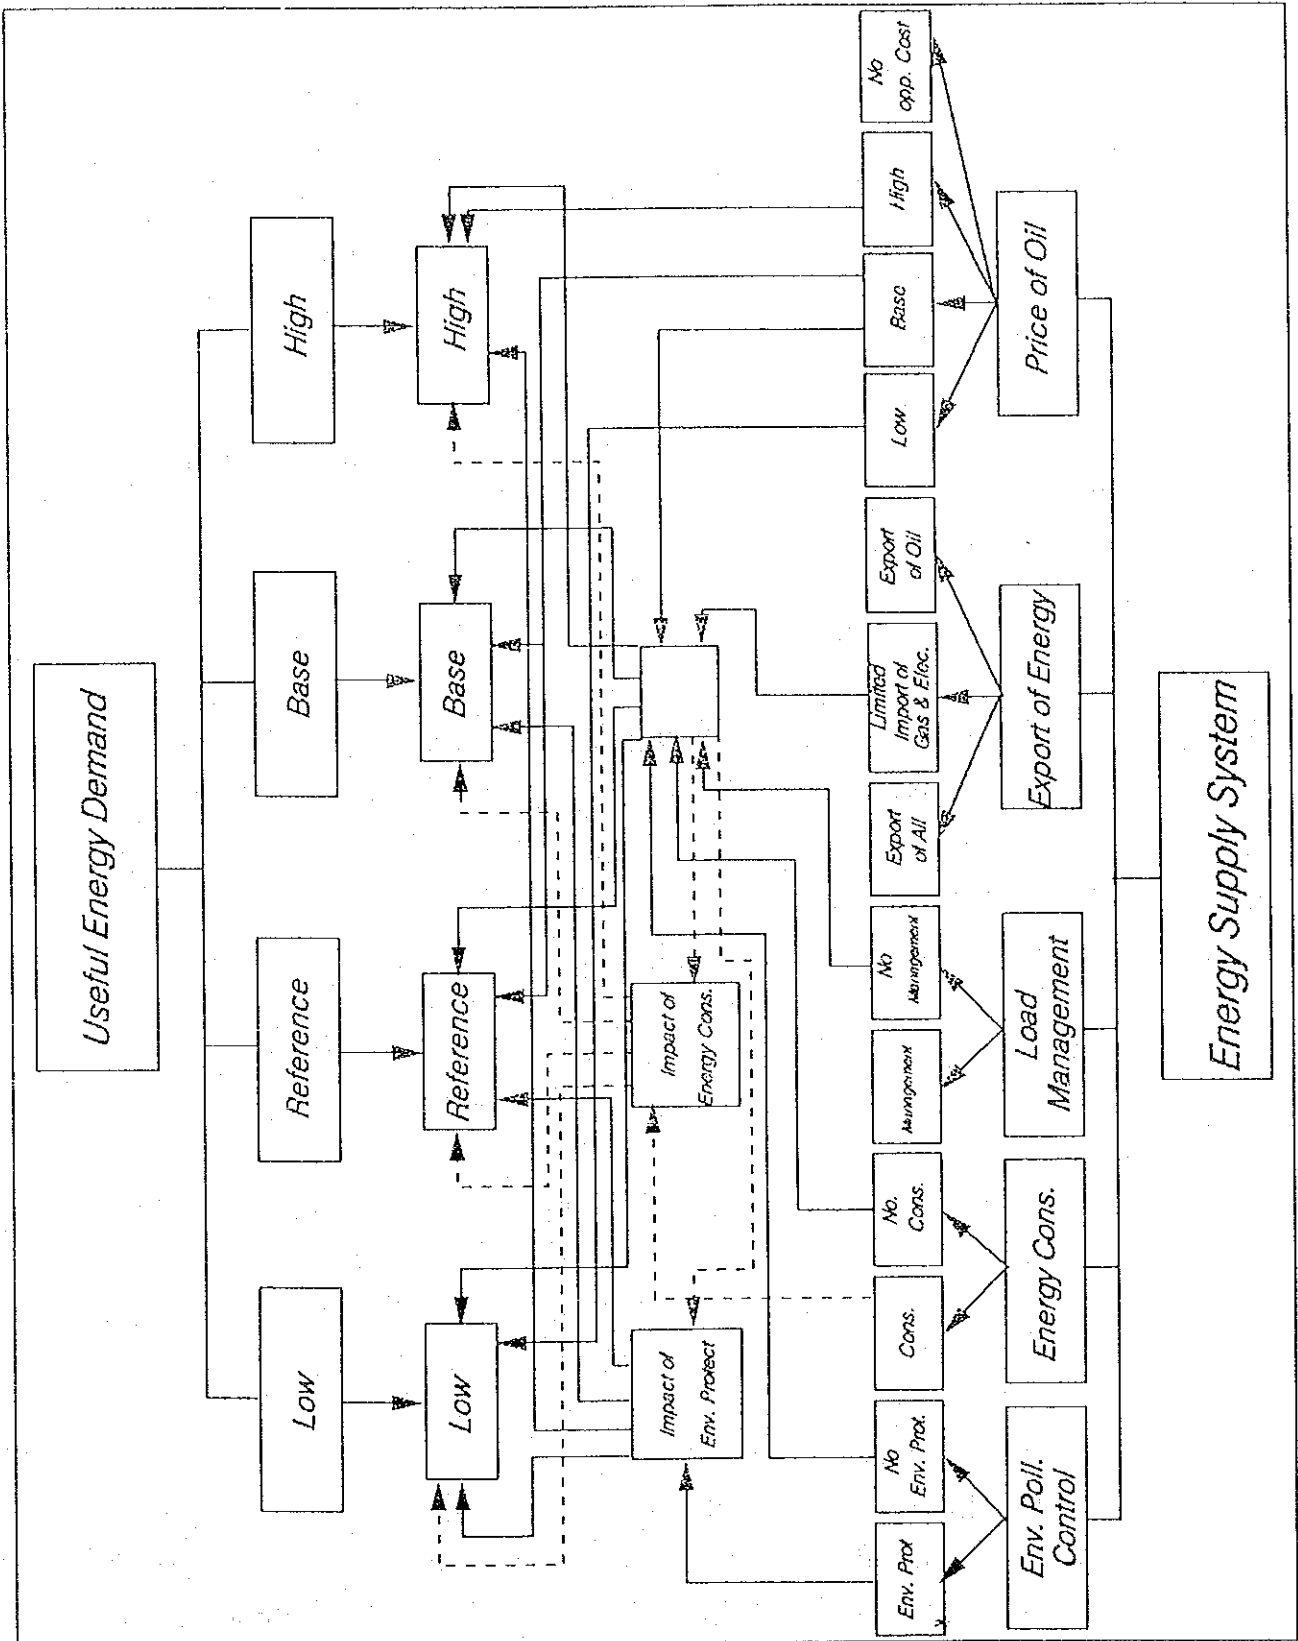 Useful Energy Demand
Low
Reference
Base
High
Low
Reference
Base
High
Impact of
Env. Protect
Impact of
Energy Cons.
Env. Prot
No
Env. Prot.
Cons.
No.
Cons.
Management
No
Management
Export
of All
Limited
Import of
Gas & Elec.
Export
of Oil
Low
Base
High
No
opp. Cost
Env. Poll.
Control
Energy Cons.
Load
Management
Export of Energy
Price of Oil
Energy Supply System